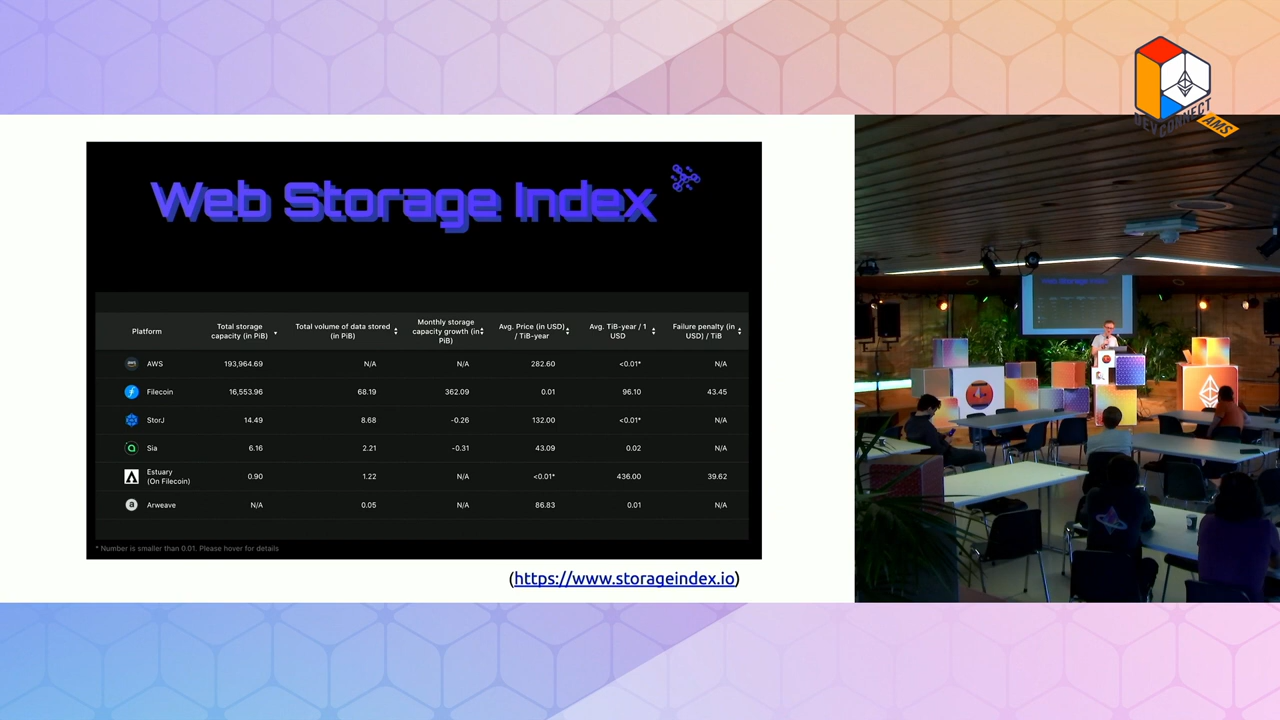 DEVCONNECT
AMS
Web Storage Index
Platform
Total storage
capacity (in PiB)
Total volume of data stored
(in PiB)
Monthly storage
capacity growth (in
PiB)
Avg. Price (in USD)
/ TiB-year
Avg. TiB-year / 1
USD
Failure penalty (in
USD) / TiB
AWS 193,964.69 N/A N/A 282.60 <0.01* N/A
Filecoin 16,553.96 68.19 362.09 0.01 96.10 43.45
StorJ 14.49 8.68 -0.26 132.00 <0.01* N/A
Sia 6.16 2.21 -0.31 43.09 0.02 N/A
Estuary
(On Filecoin) 0.90 1.22 N/A <0.01* 436.00 39.62
Arweave N/A 0.05 N/A 86.83 0.01 N/A
* Number is smaller than 0.01. Please hover for details
(https://www.storageindex.io)
Web Storage Index